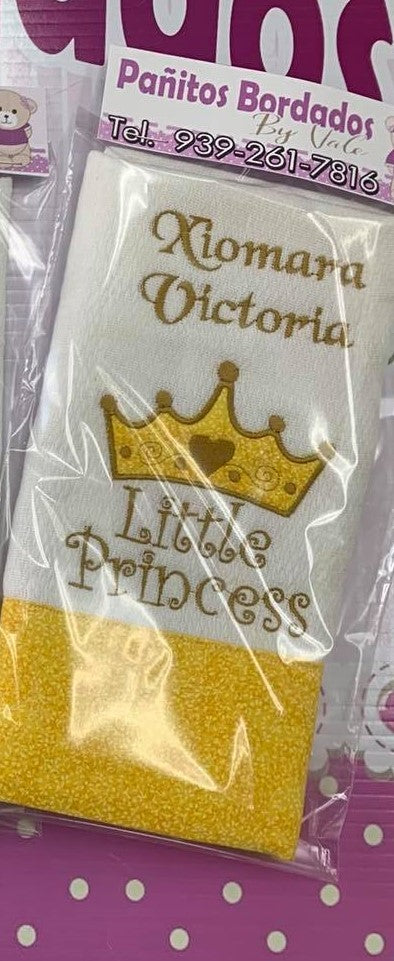 Pañitos Bordados
By Vale
Tel. 939-261-7816
Xiomara
Victoria
Little
Princess